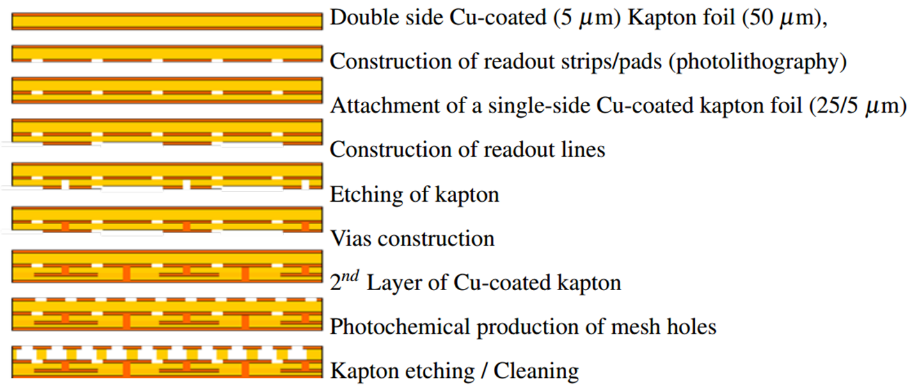 Double side Cu-coated (5 μm) Kapton foil (50 μm),
Construction of readout strips/pads (photolithography)
Attachment of a single-side Cu-coated kapton foil (25/5 μm)
Construction of readout lines
Etching of kapton
Vias construction
2nd Layer of Cu-coated kapton
Photochemical production of mesh holes
Kapton etching / Cleaning